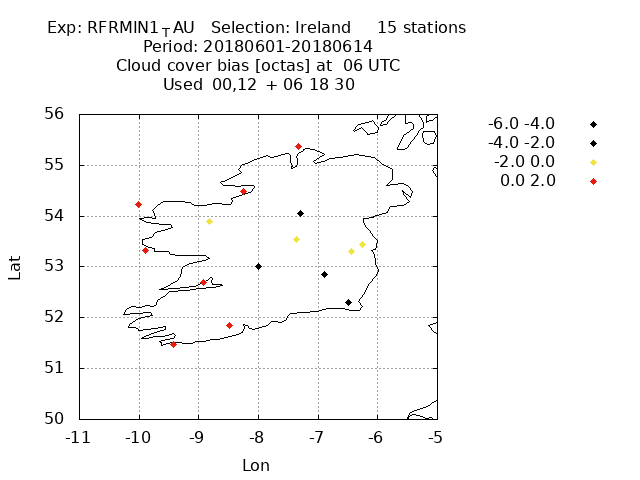 Exp: RFRMIN1_TAU Selection: Ireland 15 stations
Period: 20180601-20180614
Cloud cover bias [octas] at 06 UTC
Used 00,12 + 06 18 30
-6.0 -4.0
-4.0 -2.0
-2.0 0.0
0.0 2.0
56
55
54
53
52
51
50
Lat
-11 -10 -9 -8 -7 -6 -5
Lon